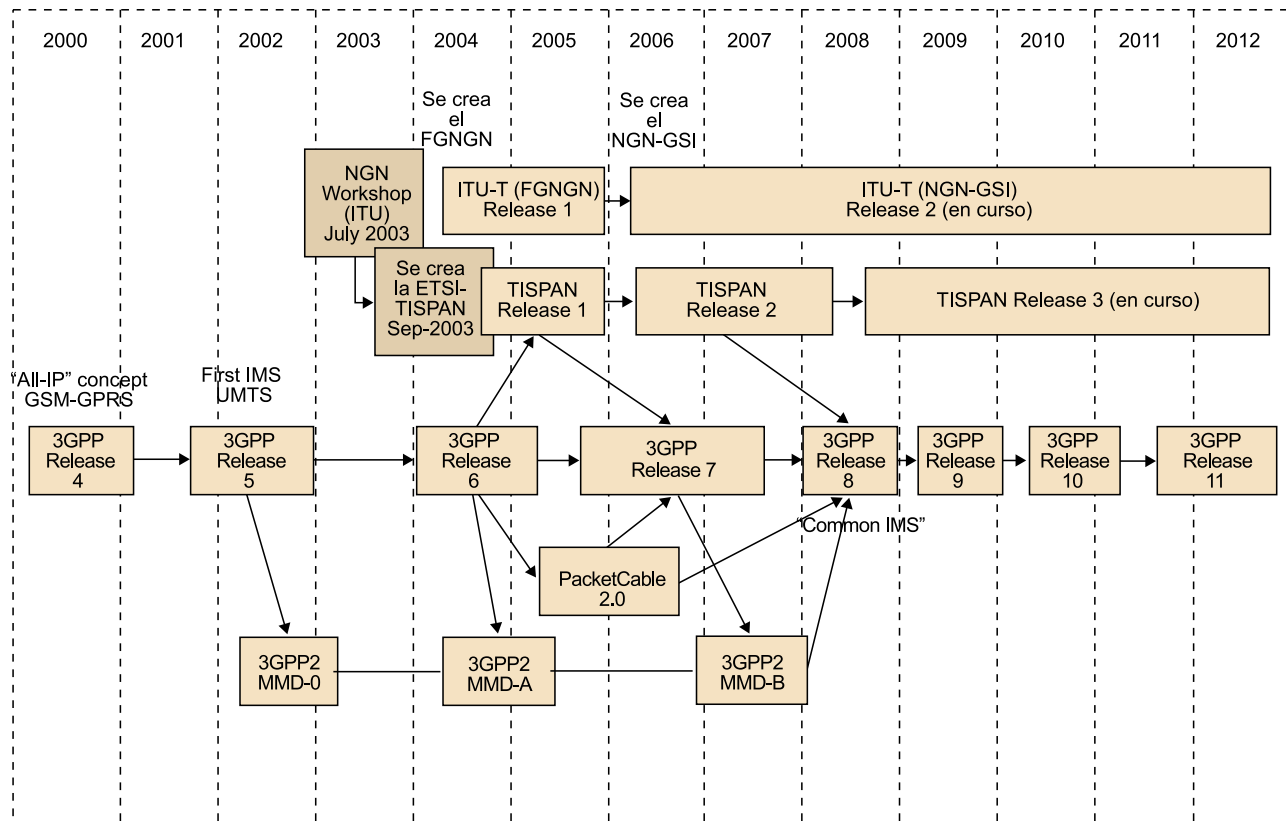 2000 2001 2002 2003 2004 2005 2006 2007 2008 2009 2010 2011 2012
Se crea
el
FGNGN
Se crea
el
NGN-GSI
NGN
Workshop
(ITU)
July 2003
ITU-T (FGNGN)
Release 1
ITU-T (NGN-GSI)
Release 2 (en curso)
Se crea
la ETSI-
TISPAN
Sep-2003
TISPAN
Release 1
TISPAN
Release 2
TISPAN Release 3 (en curso)
“All-IP” concept
GSM-GPRS
First IMS
UMTS
3GPP
Release
4
3GPP
Release
5
3GPP
Release
6
3GPP
Release 7
3GPP
Release
8
3GPP
Release
9
3GPP
Release
10
3GPP
Release
11
“Common IMS”
PacketCable
2.0
3GPP2
MMD-0
3GPP2
MMD-A
3GPP2
MMD-B